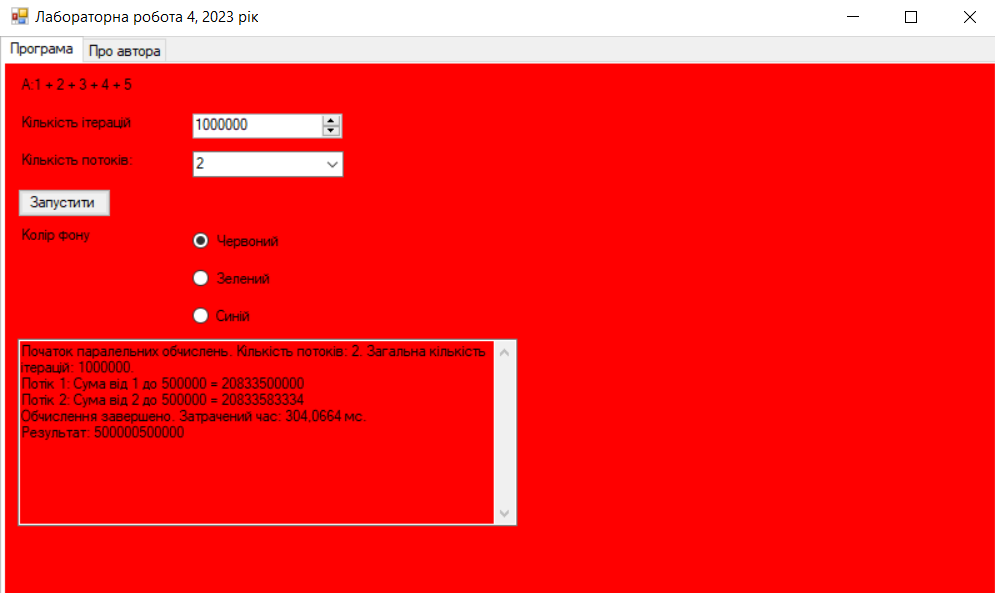 Лабораторна робота 4, 2023 рік
Програма Про автора
A:1 + 2 + 3 + 4 + 5
Кількість ітерацій 1000000
Кількість потоків: 2
Запустити
Колір фону Червоний
Зелений
Синій
Початок паралельних обчислень. Кількість потоків: 2. Загальна кількість
ітерацій: 1000000.
Потік 1: Сума від 1 до 500000 = 20833500000
Потік 2: Сума від 2 до 500000 = 20833583334
Обчислення завершено. Затрачений час: 304,0664 мс.
Результат: 500000500000